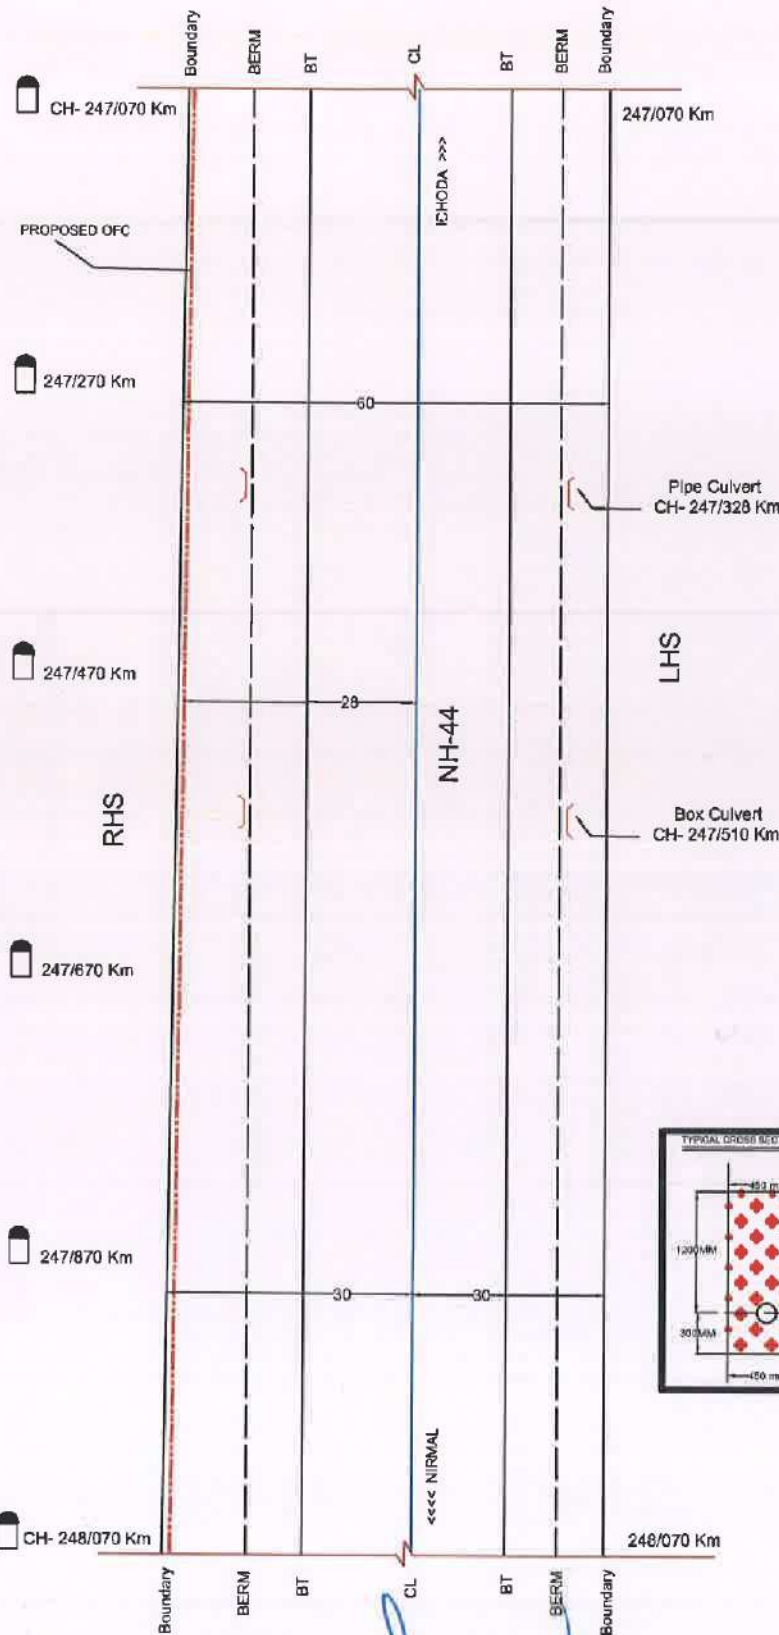 Boundary
BERM
BT
CL
BT
BERM
Boundary
CH- 247/070 Km
247/070 Km
ICHODA >>>
PROPOSED OFC
247/270 Km
60
Pipe Culvert
CH- 247/328 Km
247/470 Km
LHS
28
NH-44
RHS
Box Culvert
CH- 247/510 Km
247/670 Km
TYPICAL CROSS
450 m
1200MM
300MM
450 m
247/870 Km
30
30
<<<< NIRMAL
CH- 248/070 Km
248/070 Km
Boundary
BERM
BT
CL
BT
BERM
Boundary